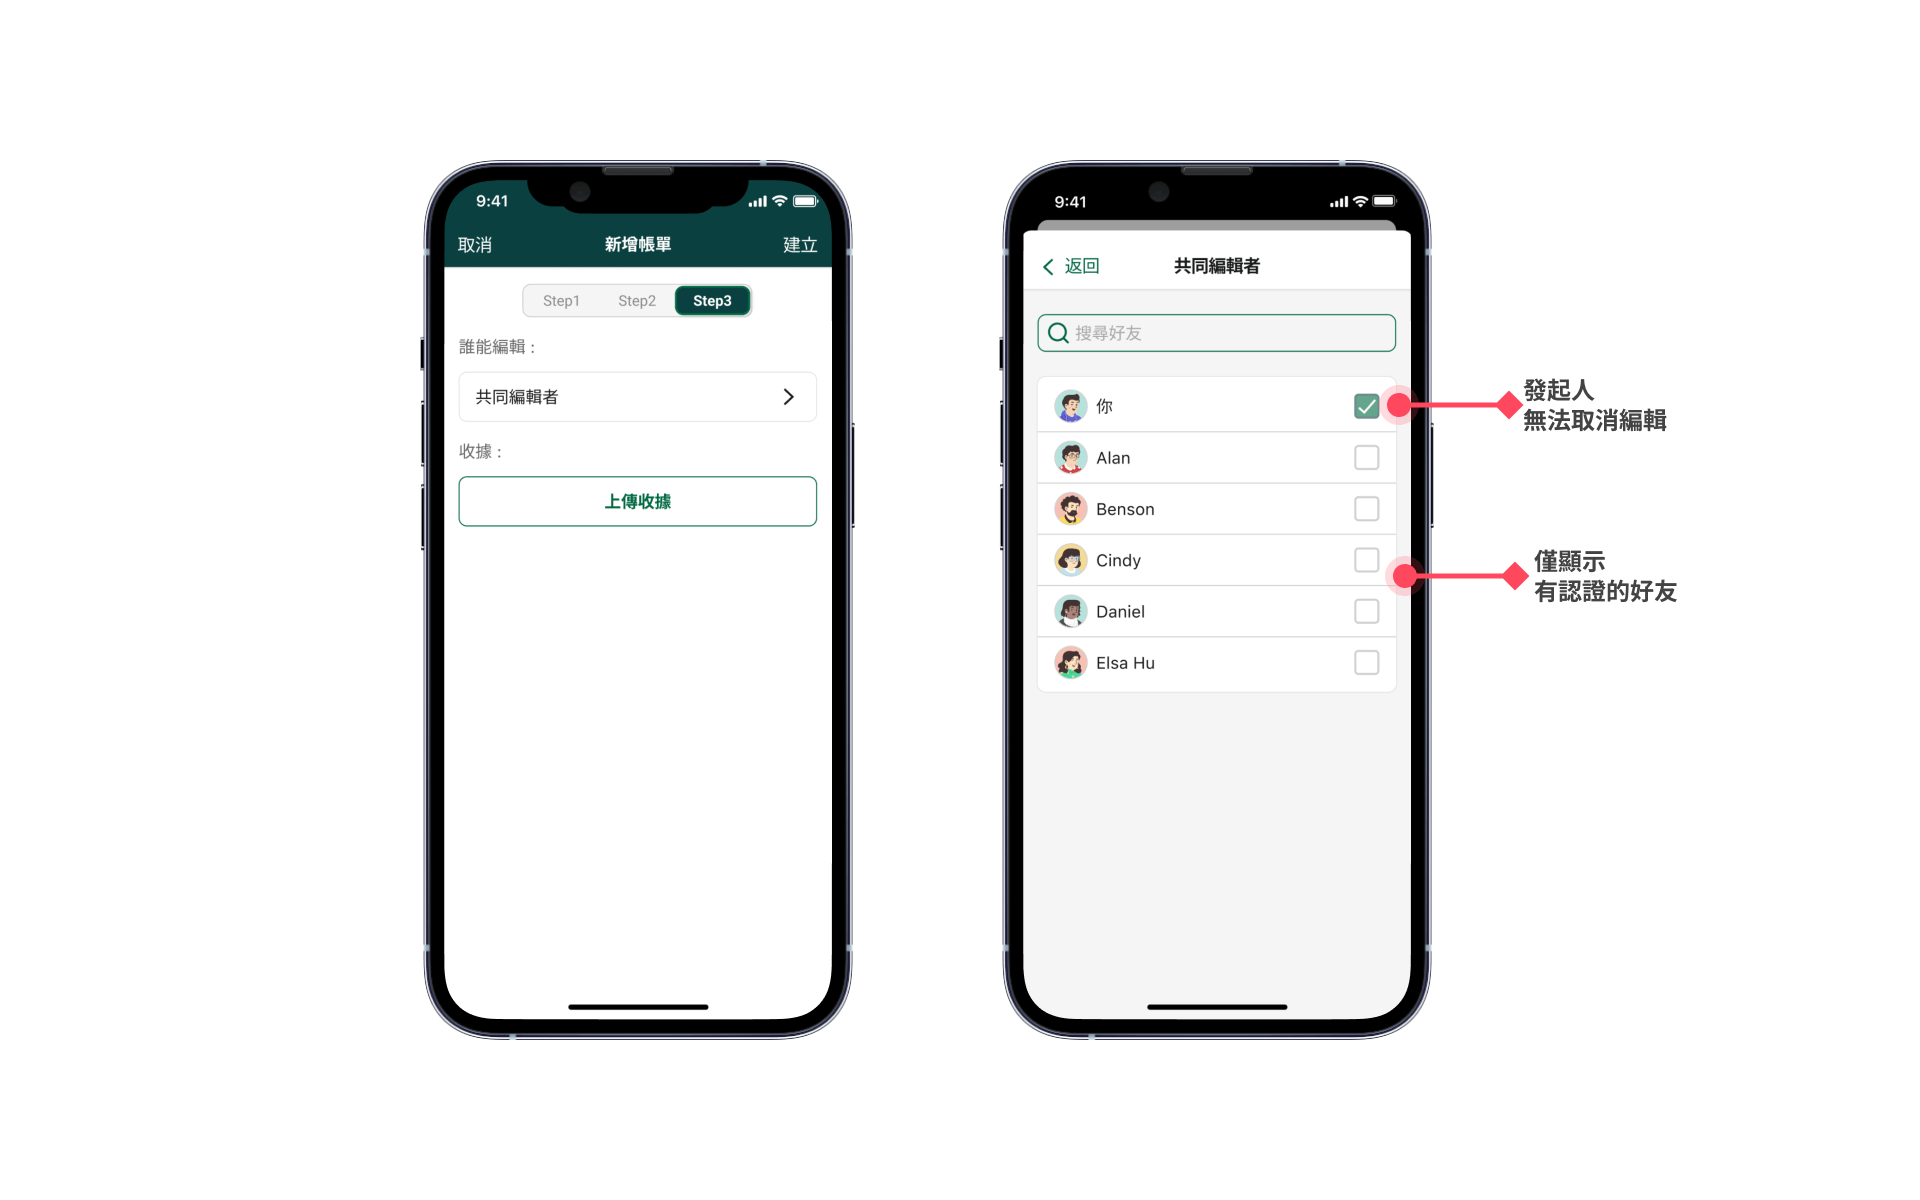 9:41
取消
新增帳單
建立
Step1
Step2
Step3
誰能編輯 :
共同編輯者
收據 :
上傳收據
9:41
返回
共同編輯者
搜尋好友
你
Alan
Benson
Cindy
Daniel
Elsa Hu
發起人
無法取消編輯
僅顯示
有認證的好友